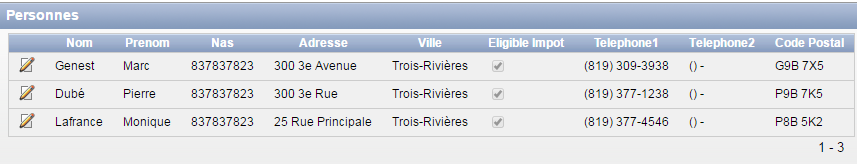 Personnes
Nom Prenom Nas Adresse Ville Eligible Impot Telephone1 Telephone2 Code Postal
Genest Marc 837837823 300 3e Avenue Trois-Rivières (819) 309-3938 () - G9B 7X5
Dubé Pierre 837837823 300 3e Rue Trois-Rivières (819) 377-1238 () - P9B 7K5
Lafrance Monique 837837823 25 Rue Principale Trois-Rivières (819) 377-4546 () - P8B 5K2
1 - 3